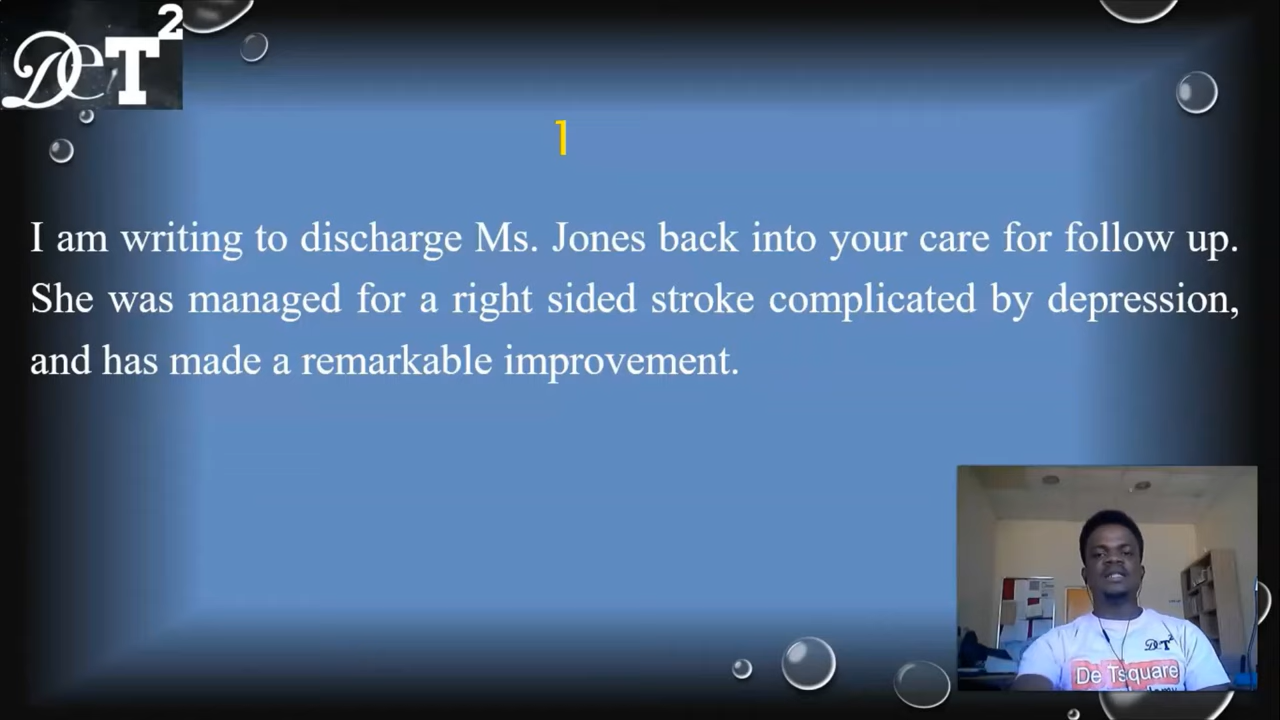 DeT²
1
I am writing to discharge Ms. Jones back into your care for follow up.
She was managed for a right sided stroke complicated by depression,
and has made a remarkable improvement.
DeT²
De Tsquare